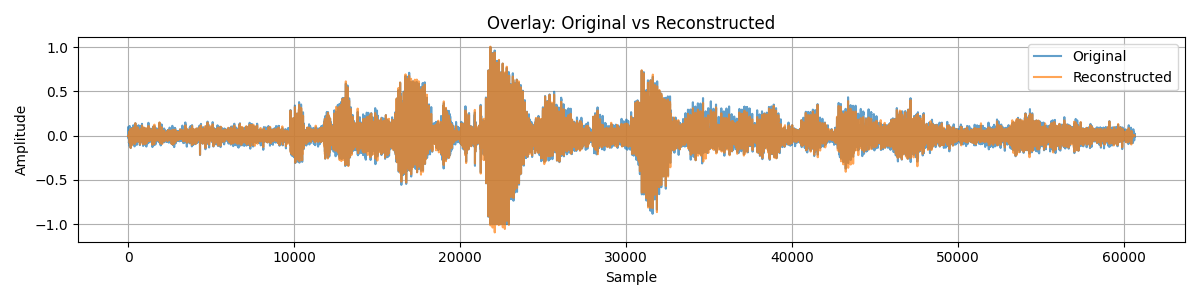 Overlay: Original vs Reconstructed
Original
Reconstructed
Amplitude
1.0
0.5
0.0
−0.5
−1.0
0 10000 20000 30000 40000 50000 60000
Sample